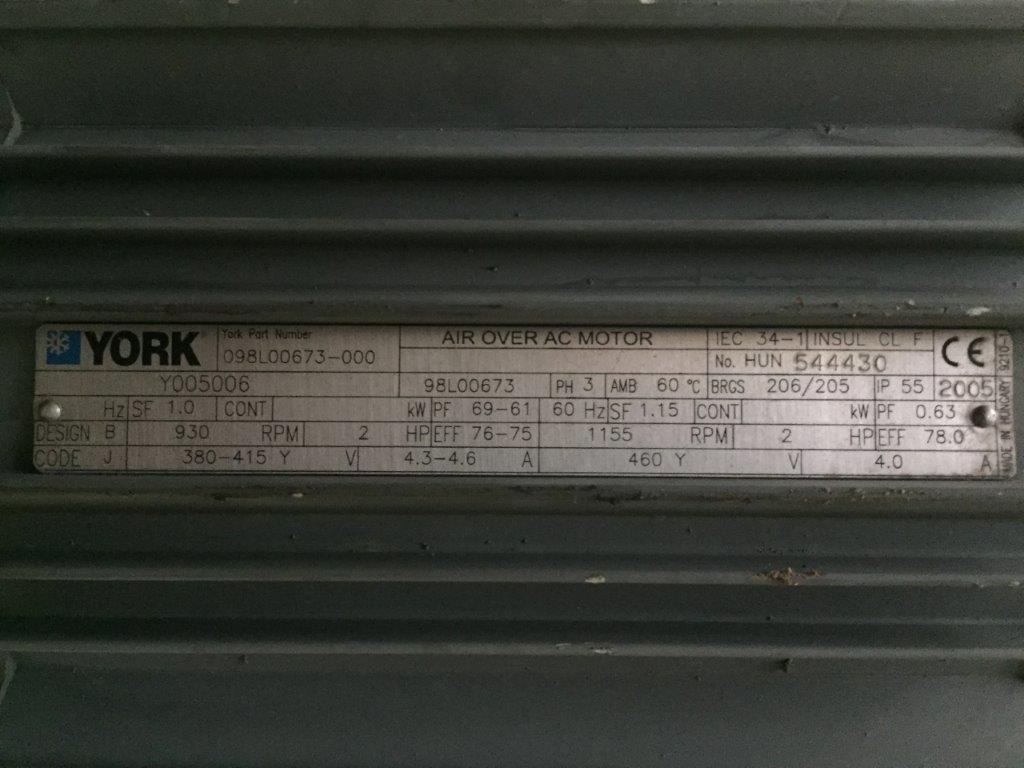 YORK
York Part Number
098L00673-000
AIR OVER AC MOTOR
IEC 34-1 INSUL CL F
No. HUN 544430
CE
Y005006 98L00673 PH 3 AMB 60 °C BRGS 206/205 IP 55 2005
Hz SF 1.0 CONT kW PF 69-61 60 Hz SF 1.15 CONT kW PF 0.63
DESIGN B 930 RPM 2 HP EFF 76-75 1155 RPM 2 HP EFF 78.0
CODE J 380-415 Y V 4.3-4.6 A 460 Y V 4.0 A
MADE IN HUNGARY 9210-1